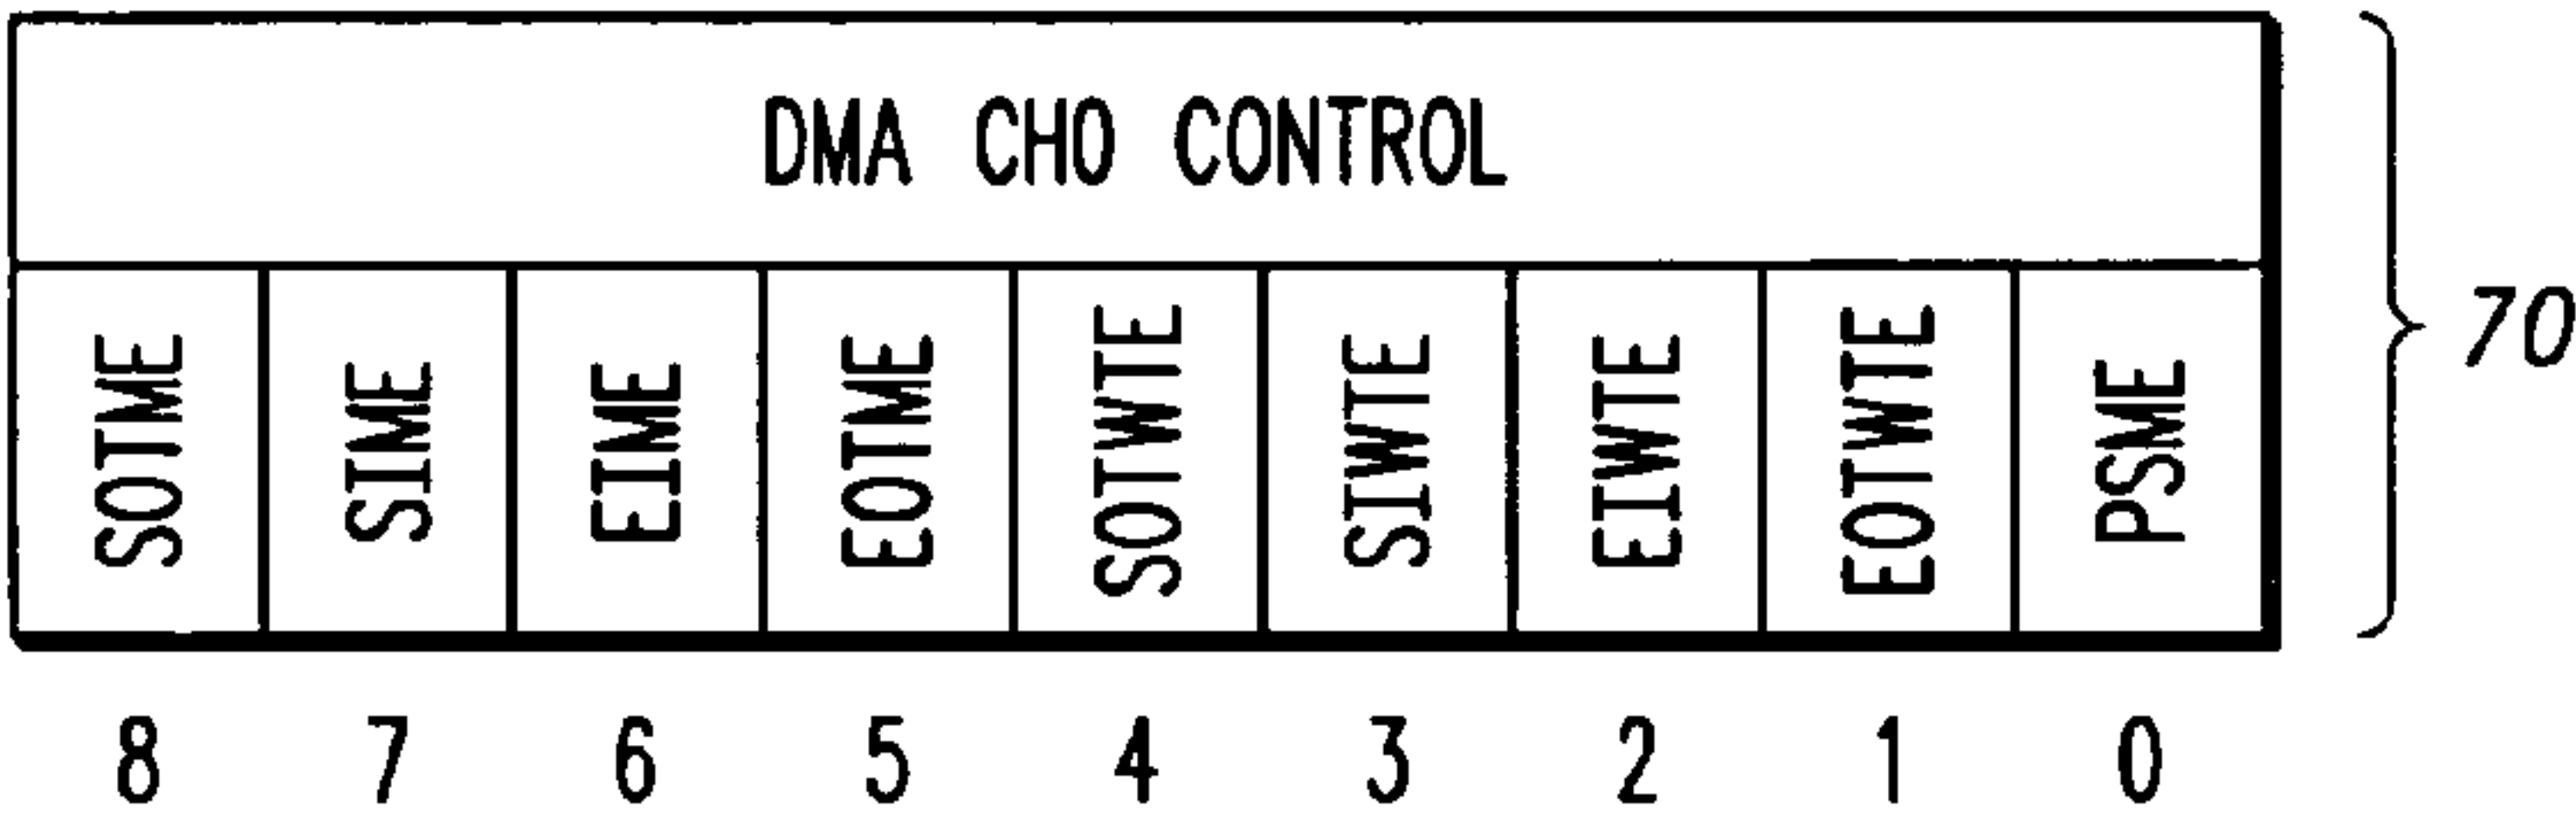 DMA CH0 CONTROL
SOTME SIME EIME EOTME SOTWTE SIWTE EIWTE EOTWTE PSME
8 7 6 5 4 3 2 1 0
70